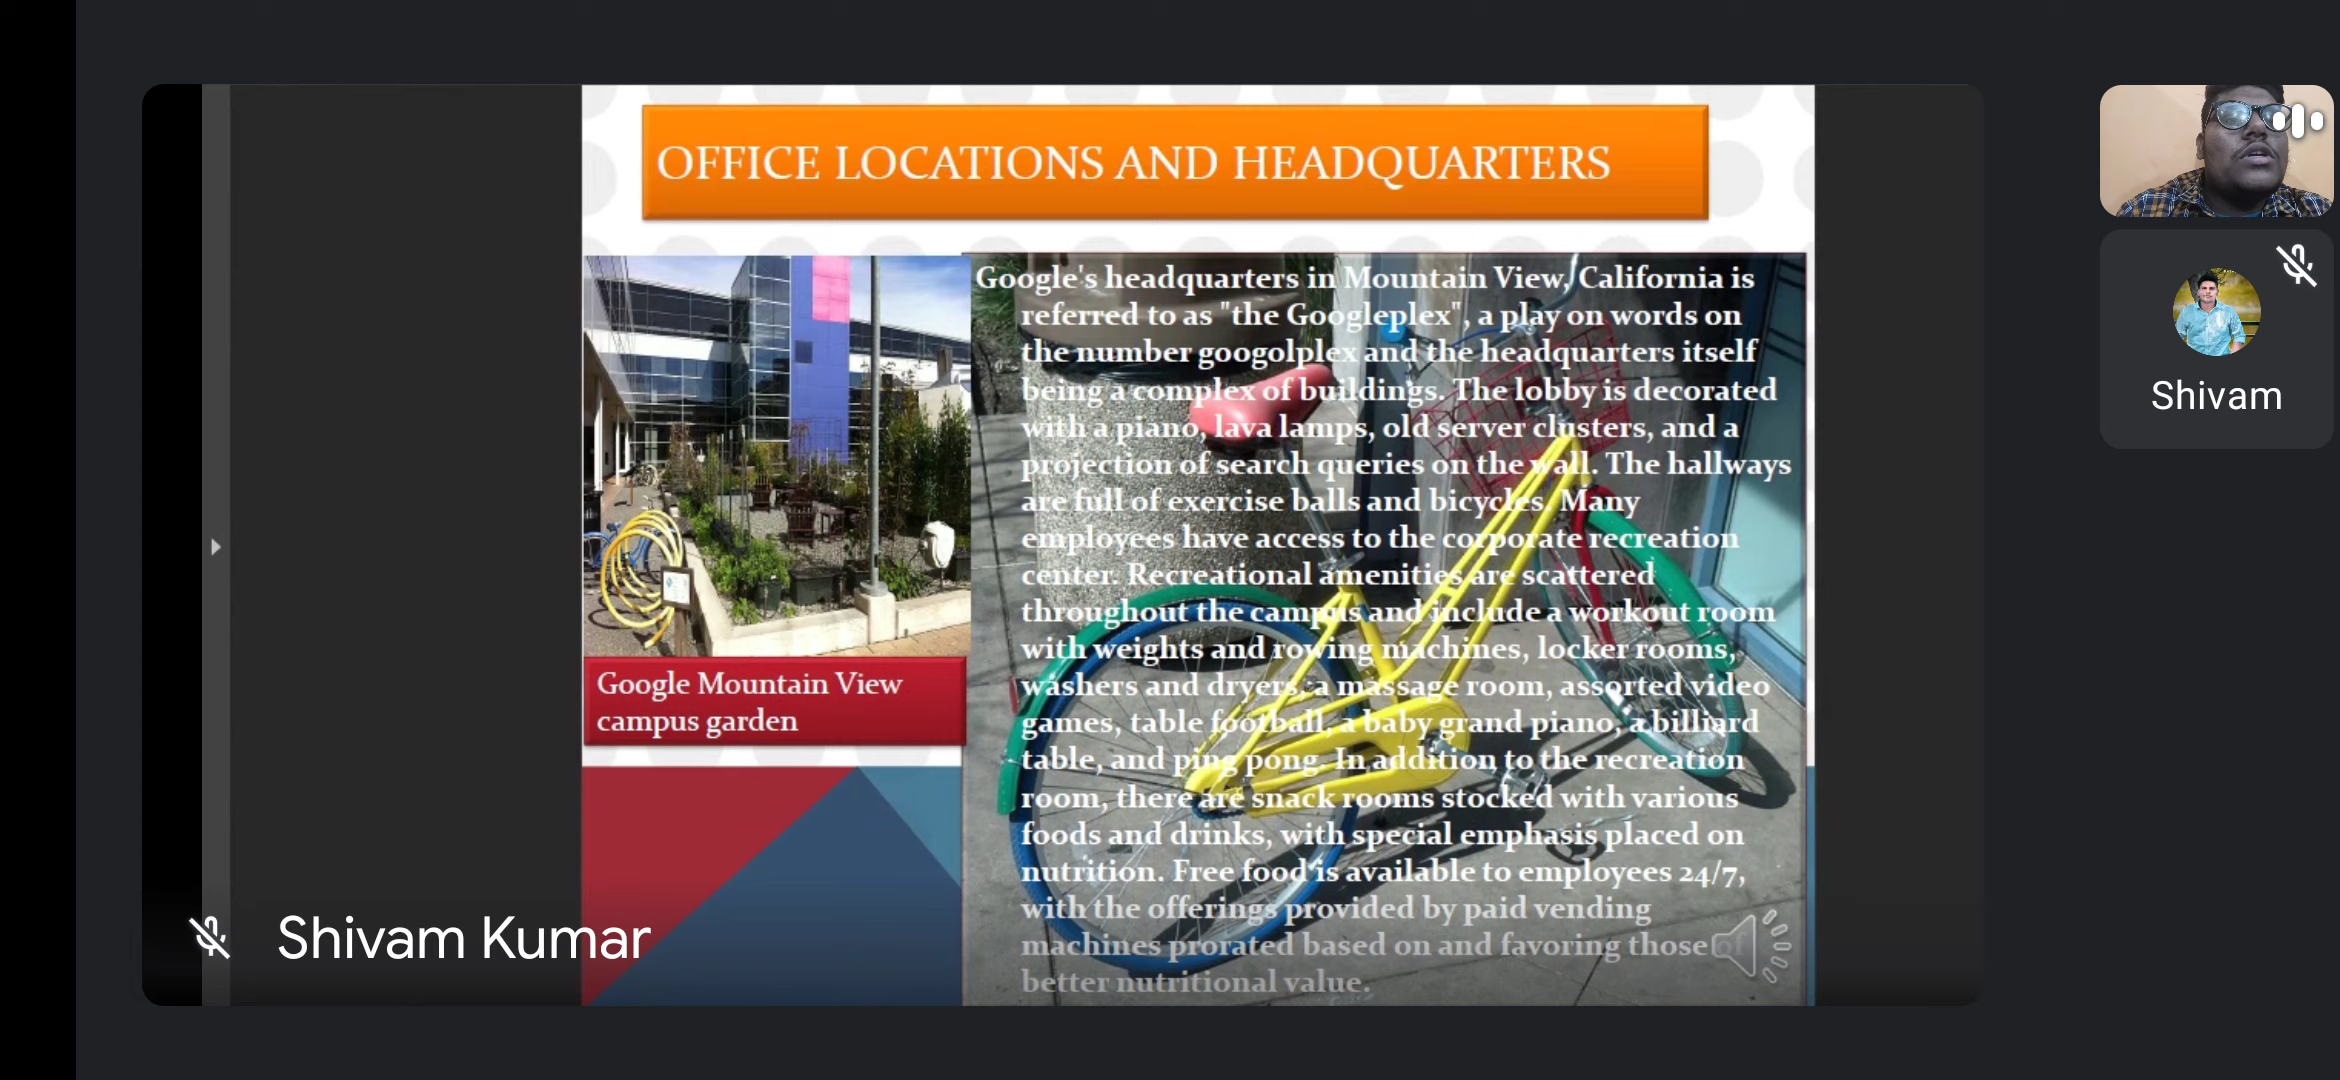 OFFICE LOCATIONS AND HEADQUARTERS
Google's headquarters in Mountain View, California is
referred to as "the Googleplex", a play on words on
the number googolplex and the headquarters itself
being a complex of buildings. The lobby is decorated
with a piano, lava lamps, old server clusters, and a
projection of search queries on the wall. The hallways
are full of exercise balls and bicycles. Many
employees have access to the corporate recreation
center. Recreational amenities are scattered
throughout the campus and include a workout room
with weights and rowing machines, locker rooms,
washers and dryers, a massage room, assorted video
games, table football, a baby grand piano, a billiard
table, and ping pong. In addition to the recreation
room, there are snack rooms stocked with various
foods and drinks, with special emphasis placed on
nutrition. Free food is available to employees 24/7,
with the offerings provided by paid vending
machines prorated based on and favoring those of
better nutritional value.
Google Mountain View
campus garden
Shivam Kumar
Shivam